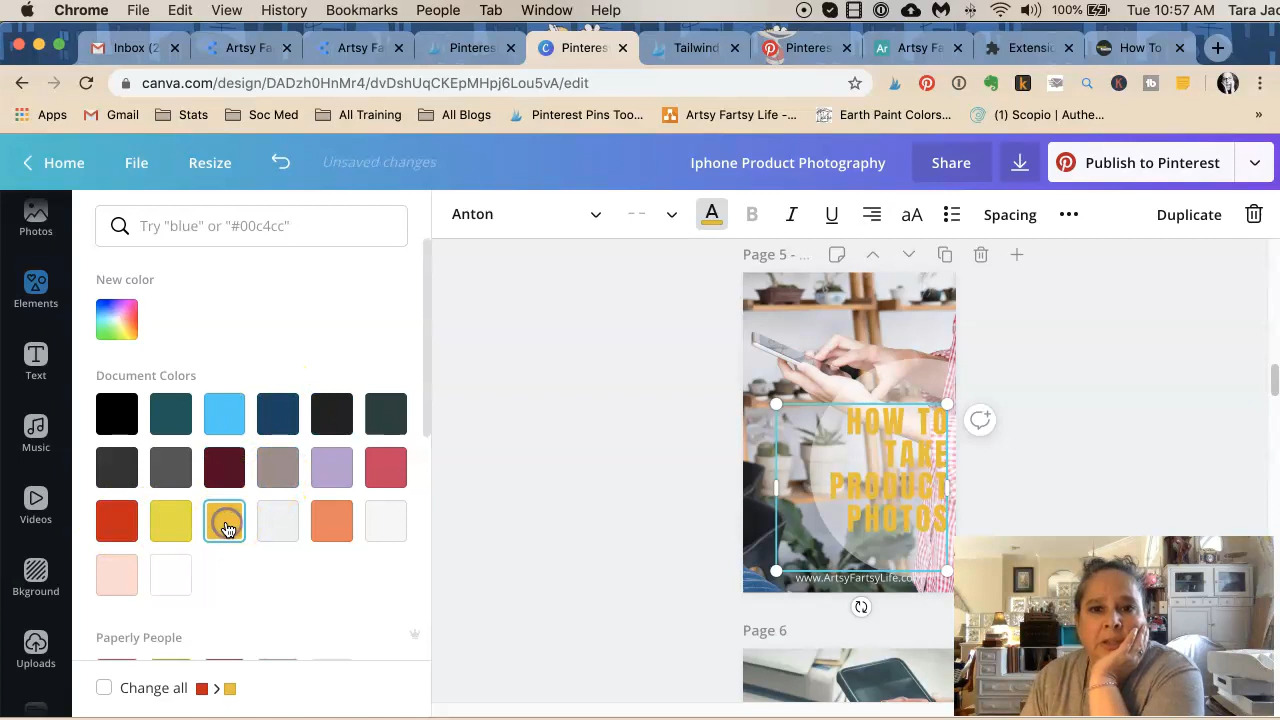 Chrome File Edit View History Bookmarks People Tab Window Help 100% Tue 10:57 AM Tara Jac
Inbox (2 Artsy Fa Artsy Fa Pinteres Pinteres Tailwind Pinteres Artsy Fa Extensio How To
canva.com/design/DADzh0HnMr4/dvDshUqCKEpMHpj6Lou5vA/edit
Apps Gmail Stats Soc Med All Training All Blogs Pinterest Pins Too... Artsy Fartsy Life -... Earth Paint Colors... (1) Scopio | Authe... »
Home File Resize Unsaved changes Iphone Product Photography Share Publish to Pinterest
Photos
Elements
Text
Music
Videos
Bkground
Uploads
Try "blue" or "#00c4cc"
New color
Document Colors
Paperly People
Change all
Anton -- A B I U aA Spacing ••• Duplicate
Page 5 - ...
HOW TO
TAKE
PRODUCT
PHOTOS
www.ArtsyFartsyLife.com
Page 6